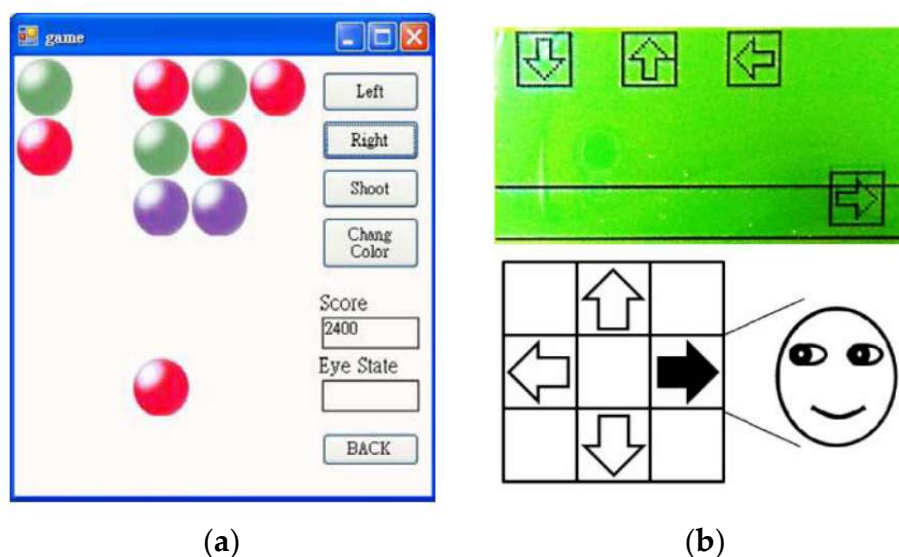 game
Left
Right
Shoot
Chang
Color
Score
2400
Eye State
BACK
(a)
(b)